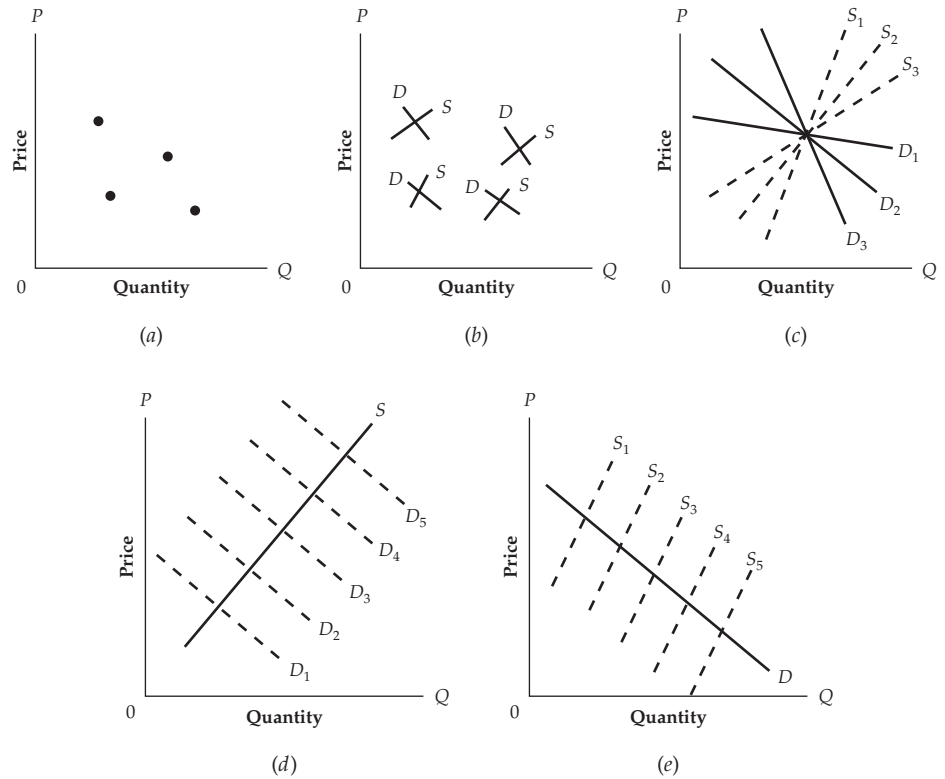 P
Price
0
Quantity
Q
(a)
P
Price
D
S
D
S
D
S
D
S
0
Quantity
Q
(b)
P
Price
S1
S2
S3
D1
D2
D3
0
Quantity
Q
(c)
P
Price
S
D5
D4
D3
D2
D1
0
Quantity
Q
(d)
P
Price
S1
S2
S3
S4
S5
D
0
Quantity
Q
(e)